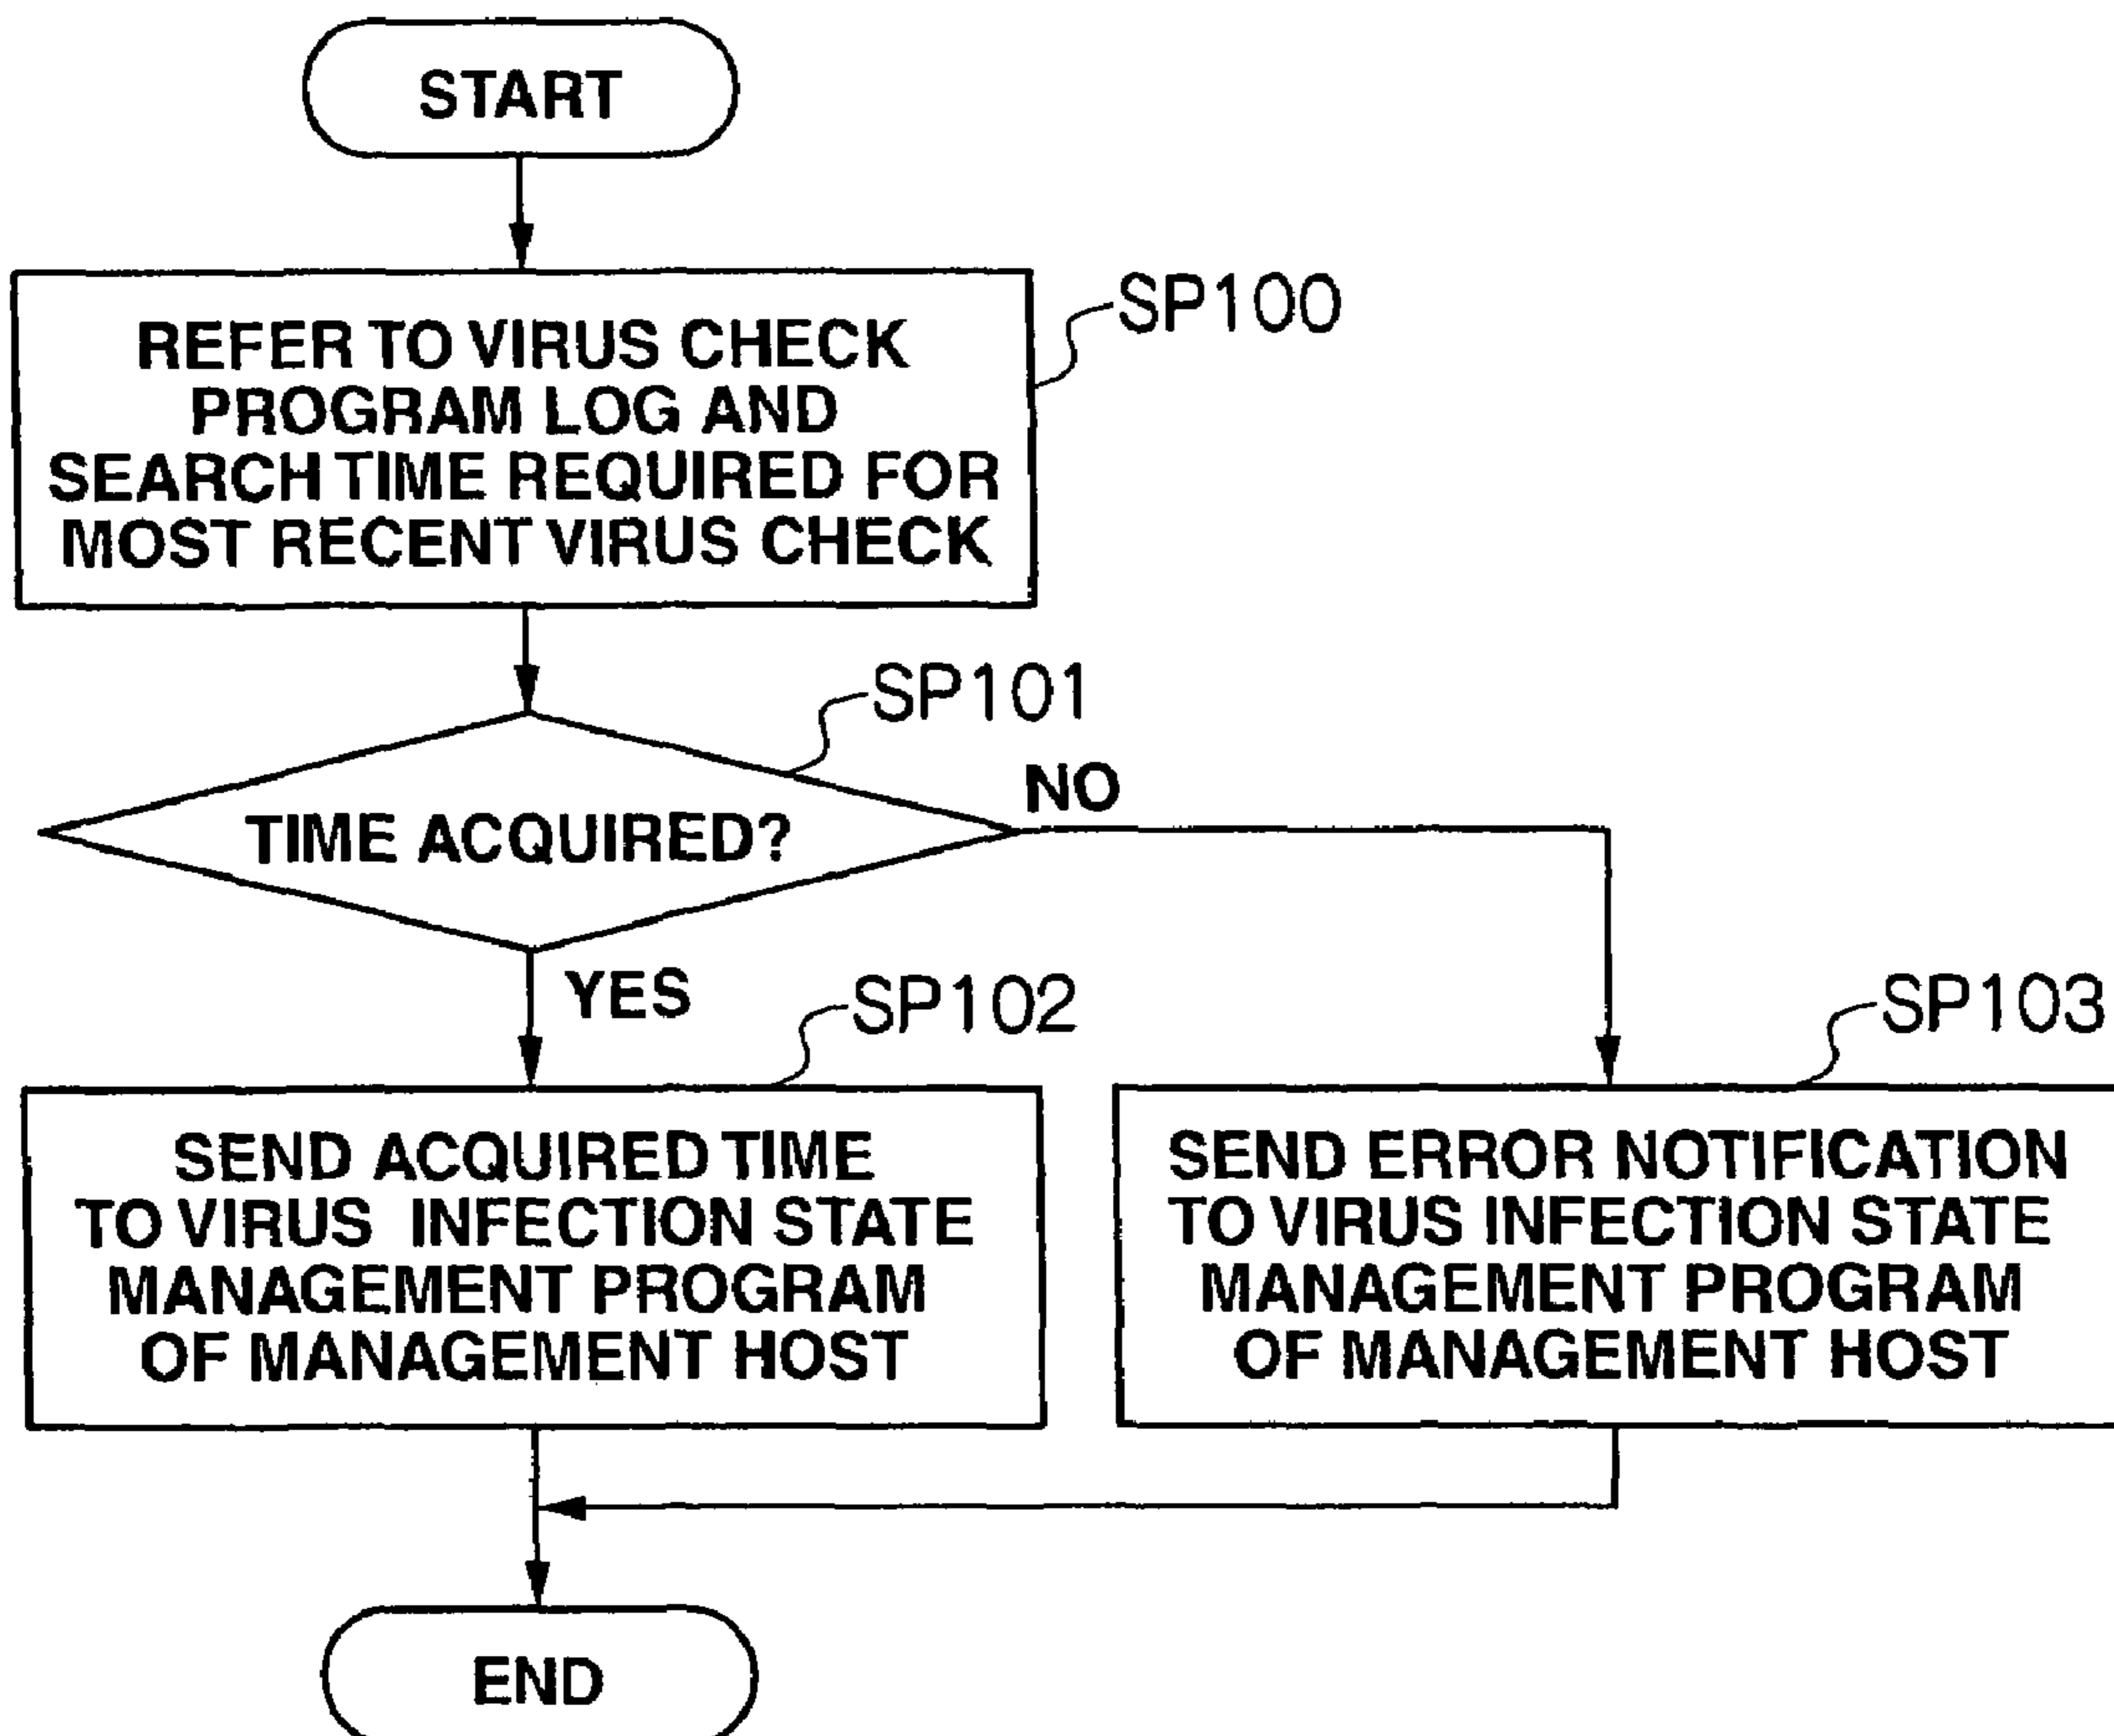 START
SP100
REFER TO VIRUS CHECK
PROGRAM LOG AND
SEARCH TIME REQUIRED FOR
MOST RECENT VIRUS CHECK
SP101
TIME ACQUIRED?
NO
YES
SP102
SEND ACQUIRED TIME
TO VIRUS INFECTION STATE
MANAGEMENT PROGRAM
OF MANAGEMENT HOST
SP103
SEND ERROR NOTIFICATION
TO VIRUS INFECTION STATE
MANAGEMENT PROGRAM
OF MANAGEMENT HOST
END